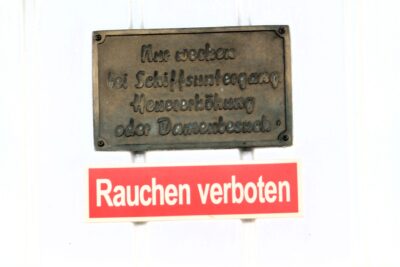 Nur wecken
bei Schiffsuntergang
Heuererhöhung
oder Damenbesuch
Rauchen verboten